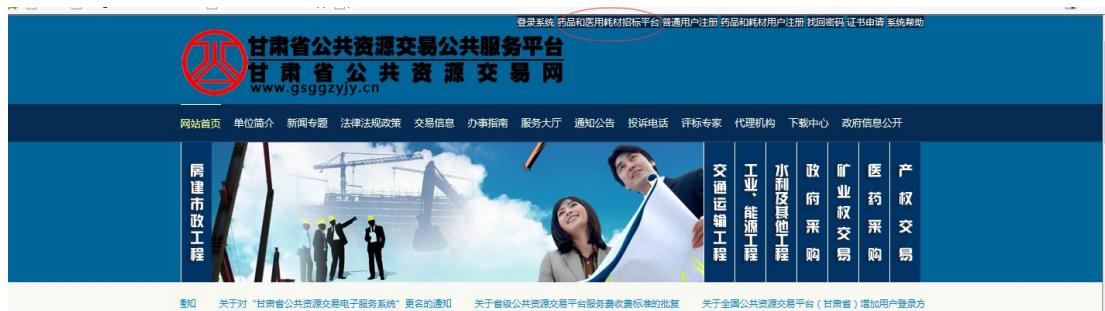 登录系统 药品和医用耗材招标平台 普通用户注册 药品和耗材用户注册 找回密码 证书申请 系统帮助
甘肃省公共资源交易公共服务平台
甘肃省公共资源交易网
www.gsggzyjy.cn
网站首页 单位简介 新闻专题 法律法规政策 交易信息 办事指南 服务大厅 通知公告 投诉电话 评标专家 代理机构 下载中心 政府信息公开
房建市政工程
交通运输工程
工业、能源工程
水利及其他工程
政府采购
矿业权交易
医药采购
产权交易
通知 关于对“甘肃省公共资源交易电子服务系统”更名的通知 关于省级公共资源交易平台服务费收费标准的批复 关于全国公共资源交易平台（甘肃省）增加用户登录方